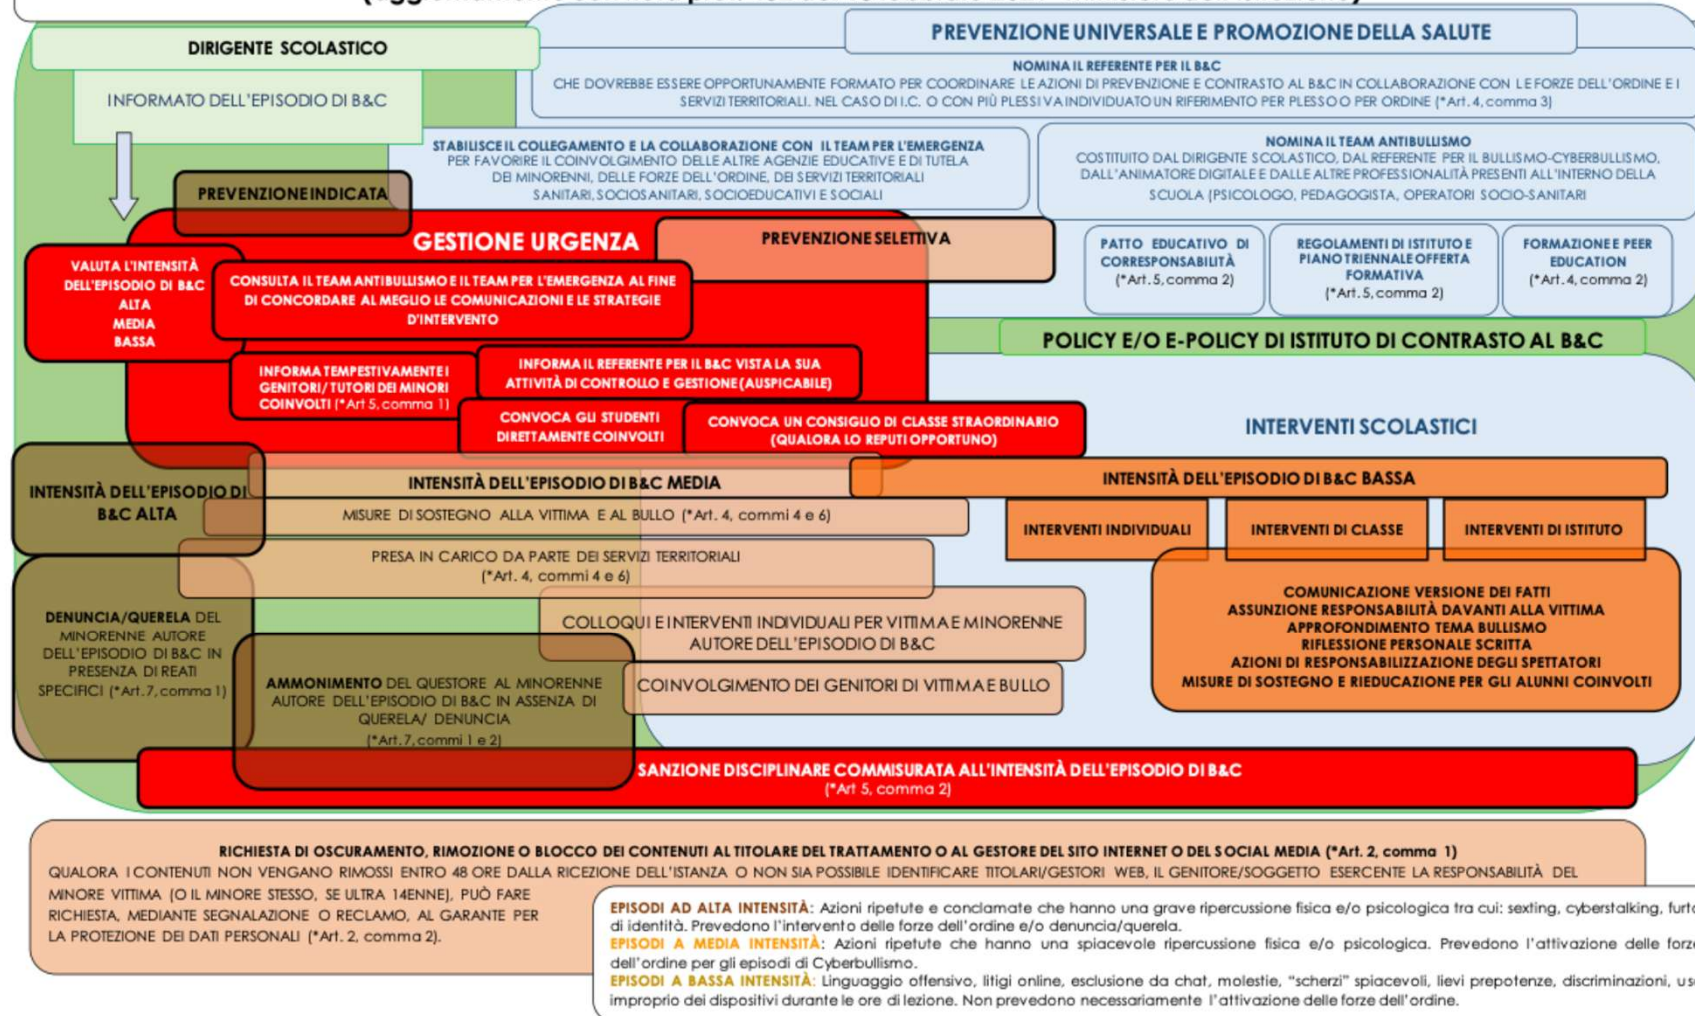 DIRIGENTE SCOLASTICO
INFORMATO DELL'EPISODIO DI B&C
PREVENZIONE UNIVERSALE E PROMOZIONE DELLA SALUTE
NOMINA IL REFERENTE PER IL B&C
CHE DOVREBBE ESSERE OPPORTUNAMENTE FORMATO PER COORDINARE LE AZIONI DI PREVENZIONE E CONTRASTO AL B&C IN COLLABORAZIONE CON LE FORZE DELL'ORDINE E I
SERVIZI TERRITORIALI. NEL CASO DI I.C. O CON PIÙ PLESSI VA INDIVIDUATO UN RIFERIMENTO PER PLESSO O PER ORDINE (*Art. 4, comma 3)
STABILISCE IL COLLEGAMENTO E LA COLLABORAZIONE CON IL TEAM PER L'EMERGENZA
PER FAVORIRE IL COINVOLGIMENTO DELLE ALTRE AGENZIE EDUCATIVE E DI TUTELA
DEI MINORENNI, DELLE FORZE DELL'ORDINE, DEI SERVIZI TERRITORIALI
SANITARI, SOCIOSANITARI, SOCIOEDUCATIVI E SOCIALI
NOMINA IL TEAM ANTIBULLISMO
COSTITUITO DAL DIRIGENTE SCOLASTICO, DAL REFERENTE PER IL BULLISMO-CYBERBULLISMO,
DALL'ANIMATORE DIGITALE E DALLE ALTRE PROFESSIONALITÀ PRESENTI ALL'INTERNO DELLA
SCUOLA (PSICOLOGO, PEDAGOGISTA, OPERATORI SOCIO-SANITARI
PREVENZIONE INDICATA
GESTIONE URGENZA
PREVENZIONE SELETTIVA
PATTO EDUCATIVO DI
CORRESPONSABILITÀ
(*Art. 5, comma 2)
REGOLAMENTI DI ISTITUTO E
PIANO TRIENNALE OFFERTA
FORMATIVA
(*Art. 5, comma 2)
FORMAZIONE E PEER
EDUCATION
(*Art. 4, comma 2)
VALUTA L'INTENSITÀ
DELL'EPISODIO DI B&C
ALTA
MEDIA
BASSA
CONSULTA IL TEAM ANTIBULLISMO E IL TEAM PER L'EMERGENZA AL FINE
DI CONCORDARE AL MEGLIO LE COMUNICAZIONI E LE STRATEGIE
D'INTERVENTO
POLICY E/O E-POLICY DI ISTITUTO DI CONTRASTO AL B&C
INFORMA TEMPESTIVAMENTE I
GENITORI/ TUTORI DEI MINORI
COINVOLTI (*Art 5, comma 1)
INFORMA IL REFERENTE PER IL B&C VISTA LA SUA
ATTIVITÀ DI CONTROLLO E GESTIONE (AUSPICABILE)
CONVOCA GLI STUDENTI
DIRETTAMENTE COINVOLTI
CONVOCA UN CONSIGLIO DI CLASSE STRAORDINARIO
(QUALORA LO REPUTI OPPORTUNO)
INTERVENTI SCOLASTICI
INTENSITÀ DELL'EPISODIO DI
B&C ALTA
INTENSITÀ DELL'EPISODIO DI B&C MEDIA
INTENSITÀ DELL'EPISODIO DI B&C BASSA
MISURE DI SOSTEGNO ALLA VITTIMA E AL BULLO (*Art. 4, commi 4 e 6)
INTERVENTI INDIVIDUALI
INTERVENTI DI CLASSE
INTERVENTI DI ISTITUTO
PRESA IN CARICO DA PARTE DEI SERVIZI TERRITORIALI
(*Art. 4, commi 4 e 6)
COMUNICAZIONE VERSIONE DEI FATTI
ASSUNZIONE RESPONSABILITÀ DAVANTI ALLA VITTIMA
APPROFONDIMENTO TEMA BULLISMO
RIFLESSIONE PERSONALE SCRITTA
AZIONI DI RESPONSABILIZZAZIONE DEGLI SPETTATORI
MISURE DI SOSTEGNO E RIEDUCAZIONE PER GLI ALUNNI COINVOLTI
DENUNCIA/QUERELA DEL
MINORENNE AUTORE
DELL'EPISODIO DI B&C IN
PRESENZA DI REATI
SPECIFICI (*Art.7, comma 1)
COLLOQUI E INTERVENTI INDIVIDUALI PER VITTIMA E MINORENNE
AUTORE DELL'EPISODIO DI B&C
AMMONIMENTO DEL QUESTORE AL MINORENNE
AUTORE DELL'EPISODIO DI B&C IN ASSENZA DI
QUERELA/ DENUNCIA
(*Art.7, commi 1 e 2)
COINVOLGIMENTO DEI GENITORI DI VITTIMA E BULLO
SANZIONE DISCIPLINARE COMMISURATA ALL'INTENSITÀ DELL'EPISODIO DI B&C
(*Art 5, comma 2)
RICHIESTA DI OSCURAMENTO, RIMOZIONE O BLOCCO DEI CONTENUTI AL TITOLARE DEL TRATTAMENTO O AL GESTORE DEL SITO INTERNET O DEL SOCIAL MEDIA (*Art. 2, comma 1)
QUALORA I CONTENUTI NON VENGANO RIMOSSI ENTRO 48 ORE DALLA RICEZIONE DELL'ISTANZA O NON SIA POSSIBILE IDENTIFICARE TITOLARI/GESTORI WEB, IL GENITORE/SOGGETTO ESERCENTE LA RESPONSABILITÀ DEL
MINORE VITTIMA (O IL MINORE STESSO, SE ULTRA 14ENNE), PUÒ FARE
RICHIESTA, MEDIANTE SEGNALAZIONE O RECLAMO, AL GARANTE PER
LA PROTEZIONE DEI DATI PERSONALI (*Art. 2, comma 2).
EPISODI AD ALTA INTENSITÀ: Azioni ripetute e conclamate che hanno una grave ripercussione fisica e/o psicologica tra cui: sexting, cyberstalking, furto
di identità. Prevedono l'intervento delle forze dell'ordine e/o denuncia/querela.
EPISODI A MEDIA INTENSITÀ: Azioni ripetute che hanno una spiacevole ripercussione fisica e/o psicologica. Prevedono l'attivazione delle forze
dell'ordine per gli episodi di Cyberbullismo.
EPISODI A BASSA INTENSITÀ: Linguaggio offensivo, litigi online, esclusione da chat, molestie, "scherzi" spiacevoli, lievi prepotenze, discriminazioni, uso
improprio dei dispositivi durante le ore di lezione. Non prevedono necessariamente l'attivazione delle forze dell'ordine.